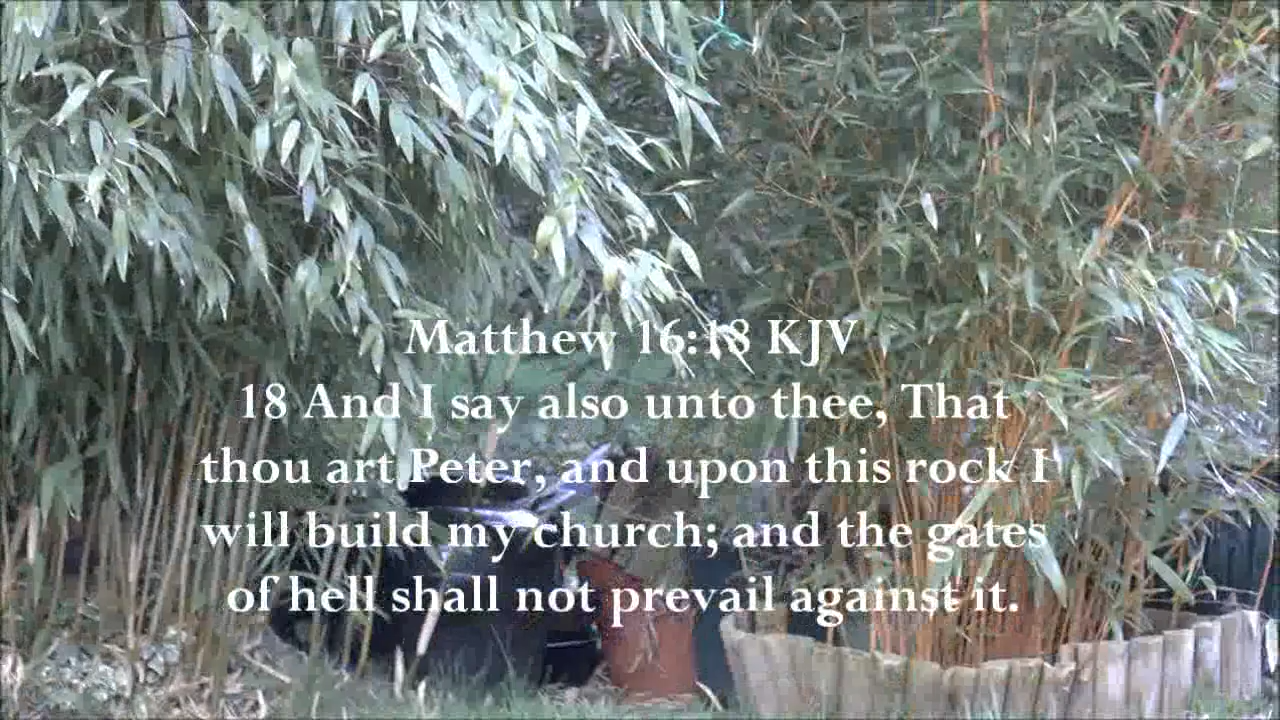 Matthew 16:18 KJV
18 And I say also unto thee, That
thou art Peter, and upon this rock I
will build my church; and the gates
of hell shall not prevail against it.